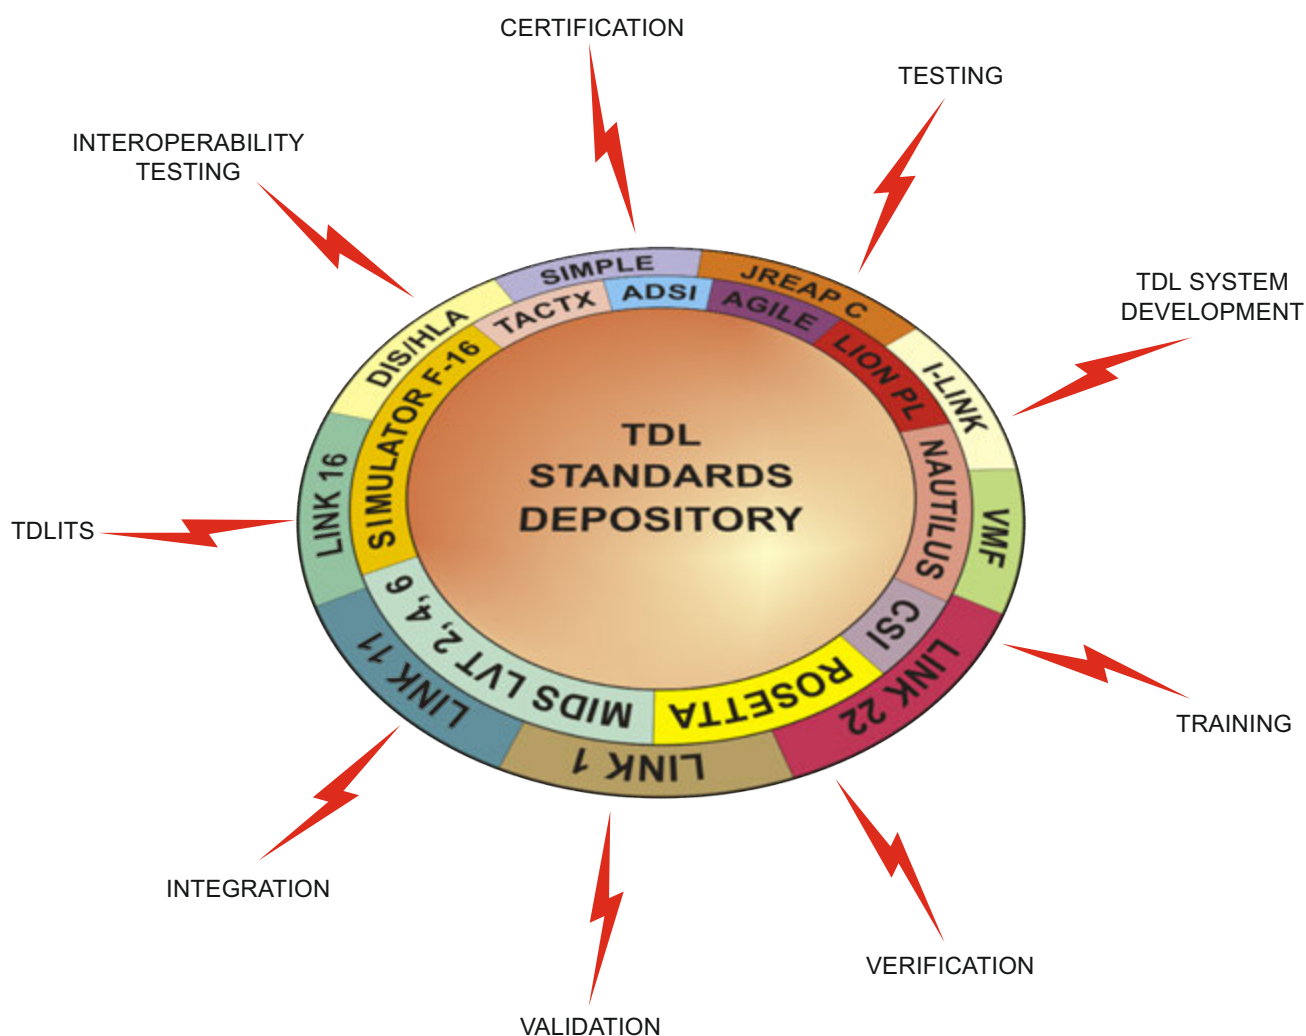 CERTIFICATION
TESTING
INTEROPERABILITY
TESTING
TDL SYSTEM
DEVELOPMENT
SIMPLE
JREAP C
I-LINK
VMF
LINK 22
LINK 1
LINK 11
LINK 16
DIS/HLA
TACTX
ADSI
AGILE
LION PL
NAUTILUS
CSI
ROSETTA
MIDS LVT 2, 4, 6
SIMULATOR F-16
TDL
STANDARDS
DEPOSITORY
TDLITS
TRAINING
INTEGRATION
VERIFICATION
VALIDATION